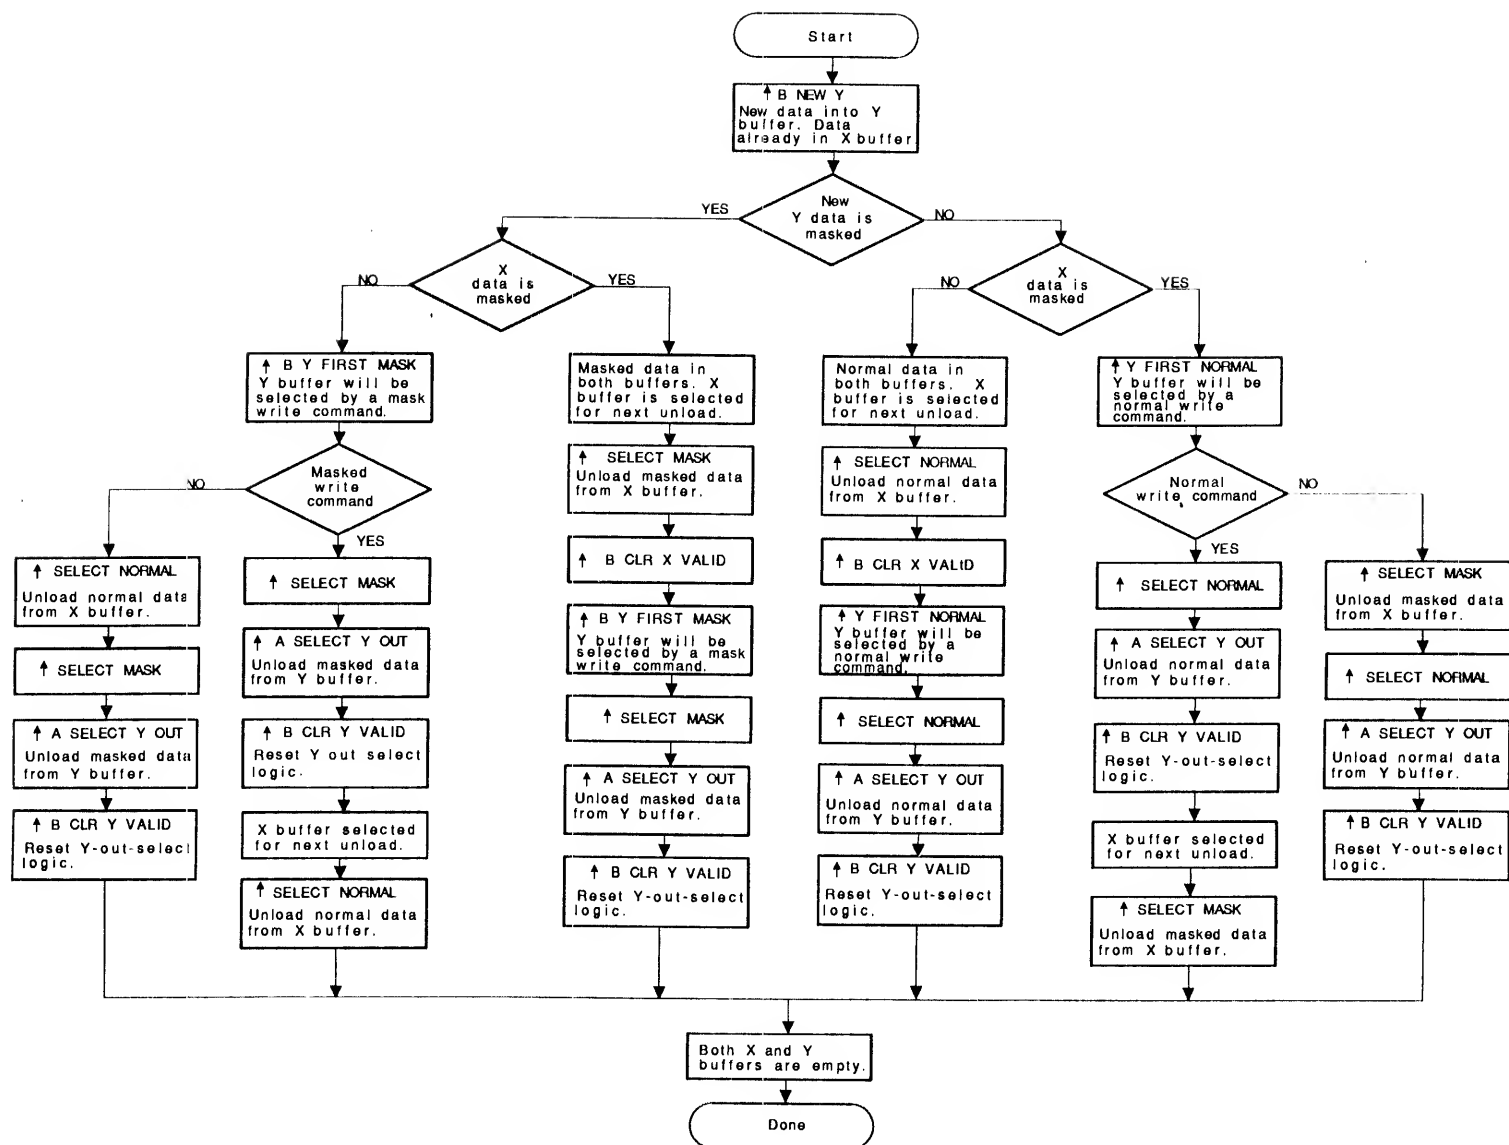 Start
↑ B NEW Y
New data into Y
buffer. Data
already in X buffer
New
Y data is
masked
YES
NO
X
data is
masked
NO
YES
X
data is
masked
NO
YES
↑ B Y FIRST MASK
Y buffer will be
selected by a mask
write command.
Masked data in
both buffers. X
buffer is selected
for next unload.
Normal data in
both buffers. X
buffer is selected
for next unload.
↑ Y FIRST NORMAL
Y buffer will be
selected by a
normal write
command.
Masked
write
command
NO
YES
↑ SELECT MASK
Unload masked data
from X buffer.
↑ SELECT NORMAL
Unload normal data
from X buffer.
Normal
write command
NO
YES
↑ SELECT NORMAL
Unload normal data
from X buffer.
↑ SELECT MASK
↑ A SELECT Y OUT
Unload masked data
from Y buffer.
↑ B CLR Y VALID
Reset Y-out-select
logic.
↑ SELECT MASK
↑ A SELECT Y OUT
Unload masked data
from Y buffer.
↑ B CLR Y VALID
Reset Y out select
logic.
X buffer selected
for next unload.
↑ SELECT NORMAL
Unload normal data
from X buffer.
↑ B CLR X VALID
↑ B Y FIRST MASK
Y buffer will be
selected by a mask
write command.
↑ SELECT MASK
↑ A SELECT Y OUT
Unload masked data
from Y buffer.
↑ B CLR Y VALID
Reset Y-out-select
logic.
↑ B CLR X VALID
↑ Y FIRST NORMAL
Y buffer will be
selected by a
normal write
command.
↑ SELECT NORMAL
↑ A SELECT Y OUT
Unload normal data
from Y buffer.
↑ B CLR Y VALID
Reset Y-out-select
logic.
↑ SELECT NORMAL
↑ A SELECT Y OUT
Unload normal data
from Y buffer.
↑ B CLR Y VALID
Reset Y-out-select
logic.
X buffer selected
for next unload.
↑ SELECT MASK
Unload masked data
from X buffer.
↑ SELECT MASK
Unload masked data
from X buffer.
↑ SELECT NORMAL
↑ A SELECT Y OUT
Unload normal data
from Y buffer.
↑ B CLR Y VALID
Reset Y-out-select
logic.
Both X and Y
buffers are empty.
Done